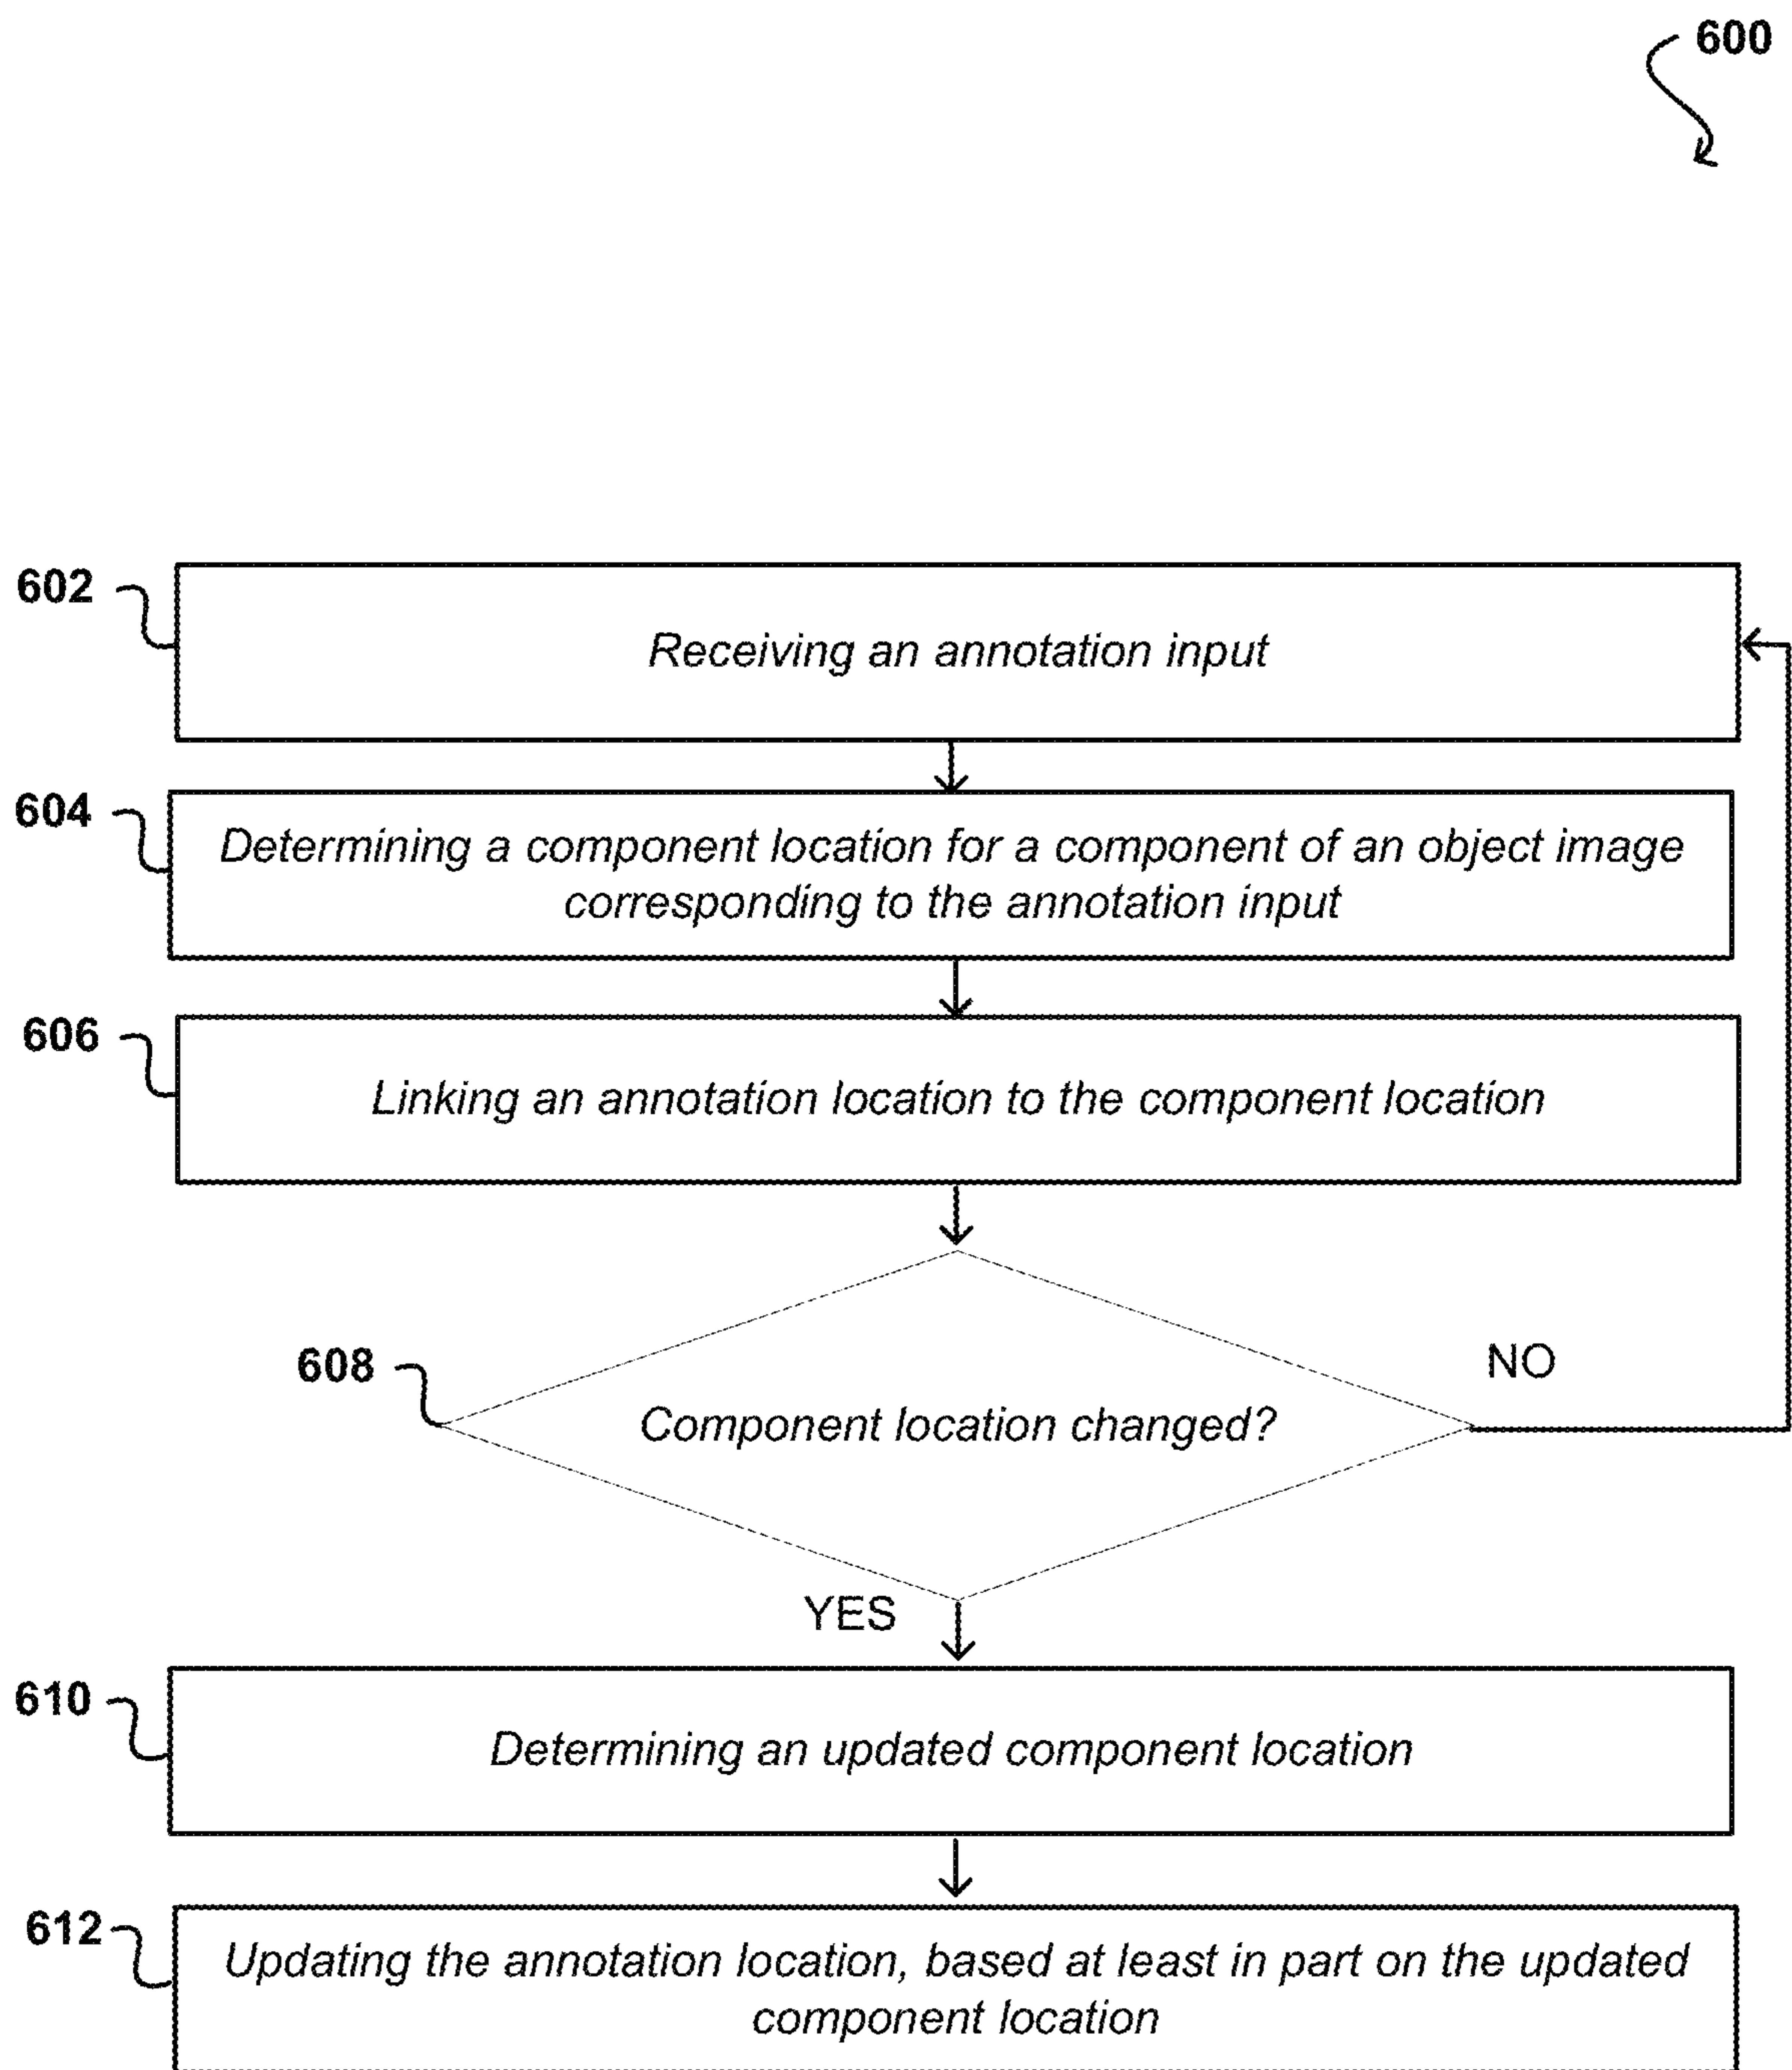 600
602
Receiving an annotation input
604
Determining a component location for a component of an object image
corresponding to the annotation input
606
Linking an annotation location to the component location
608
Component location changed?
NO
YES
610
Determining an updated component location
612
Updating the annotation location, based at least in part on the updated
component location